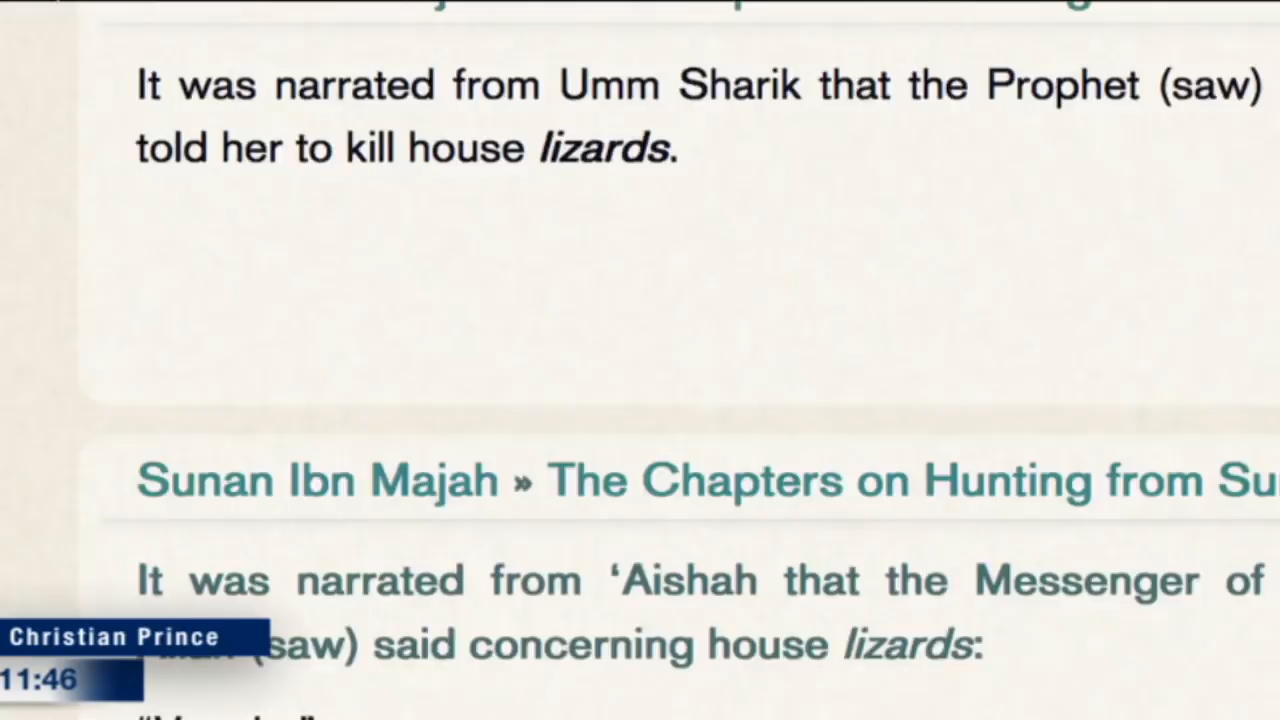 It was narrated from Umm Sharik that the Prophet (saw)
told her to kill house lizards.
Sunan Ibn Majah » The Chapters on Hunting from
It was narrated from ‘Aishah that the Messenger of
(saw) said concerning house lizards:
Christian Prince
11:46